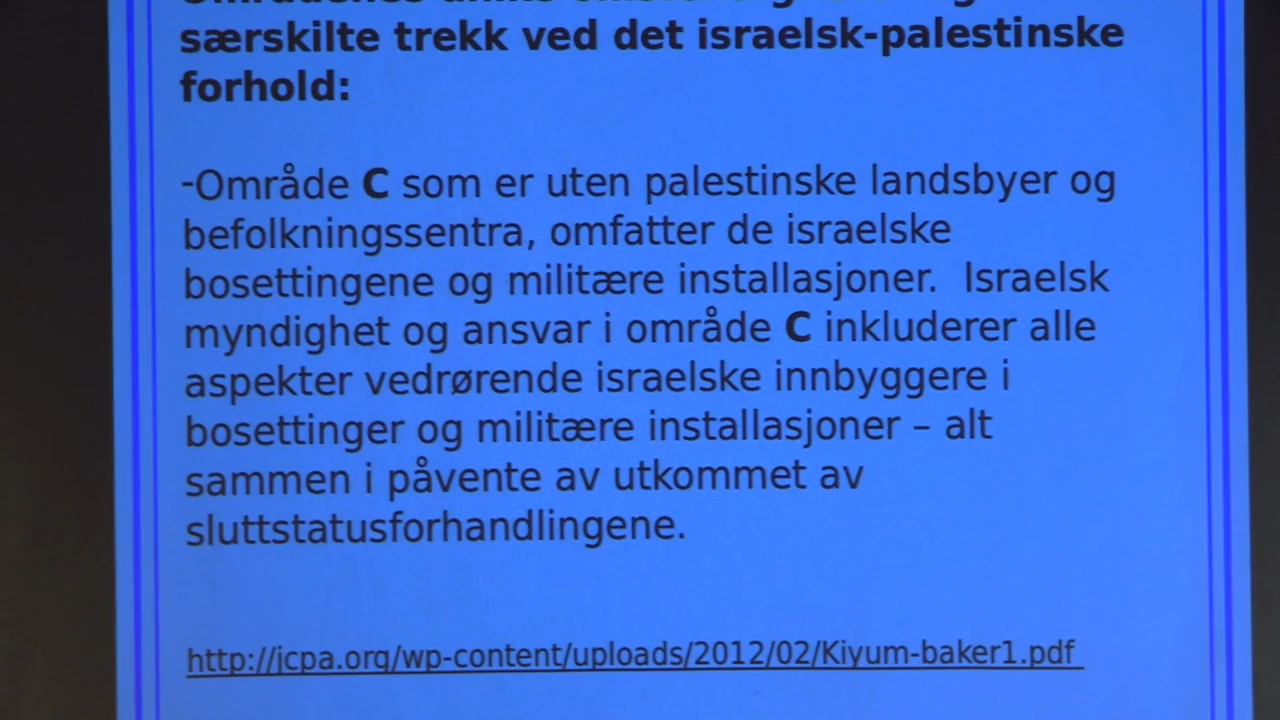 særskilte trekk ved det israelsk-palestinske
forhold:
-Område C som er uten palestinske landsbyer og
befolkningssentra, omfatter de israelske
bosettingene og militære installasjoner. Israelsk
myndighet og ansvar i område C inkluderer alle
aspekter vedrørende israelske innbyggere i
bosettinger og militære installasjoner – alt
sammen i påvente av utkommet av
sluttstatusforhandlingene.
http://jcpa.org/wp-content/uploads/2012/02/Kiyum-baker1.pdf